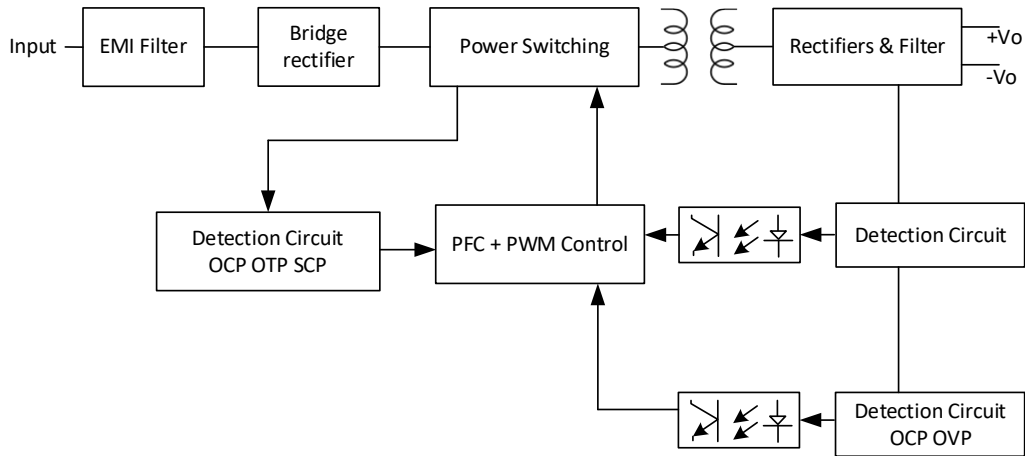 Input
EMI Filter
Bridge
rectifier
Power Switching
Rectifiers & Filter
+Vo
-Vo
Detection Circuit
OCP OTP SCP
PFC + PWM Control
Detection Circuit
Detection Circuit
OCP OVP